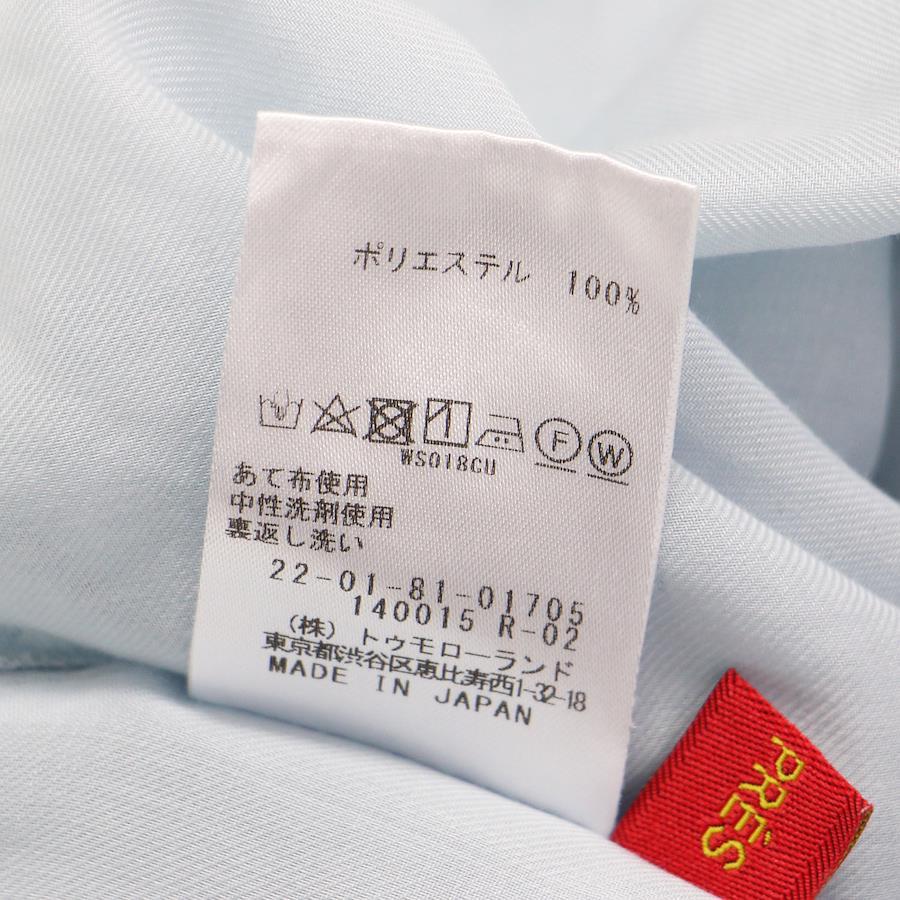 ポリエステル 100%
F W
WS018CU
あて布使用
中性洗剤使用
裏返し洗い
22-01-81-01705
140015 R-02
(株) トゥモローランド
東京都渋谷区恵比寿西1-32-18
MADE IN JAPAN
PRÉS